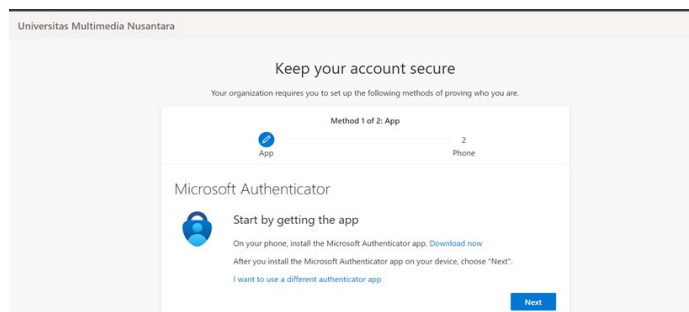 Universitas Multimedia Nusantara
Keep your account secure
Your organization requires you to set up the following methods of proving who you are.
Method 1 of 2: App
App
2
Phone
Microsoft Authenticator
Start by getting the app
On your phone, install the Microsoft Authenticator app. Download now
After you install the Microsoft Authenticator app on your device, choose "Next".
I want to use a different authenticator app
Next